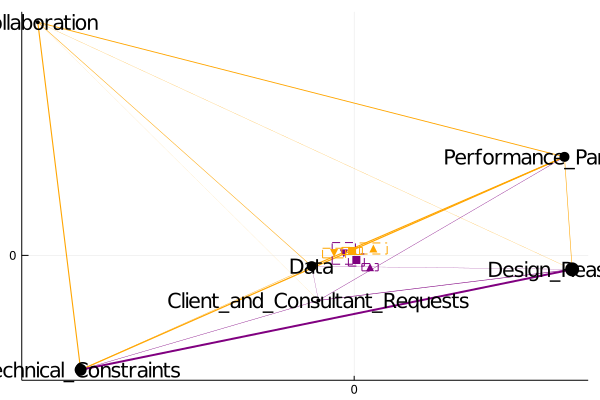 ollaboration
Performance_Par
0
Data
Design_Reas
Client_and_Consultant_Requests
echnical_Constraints
0